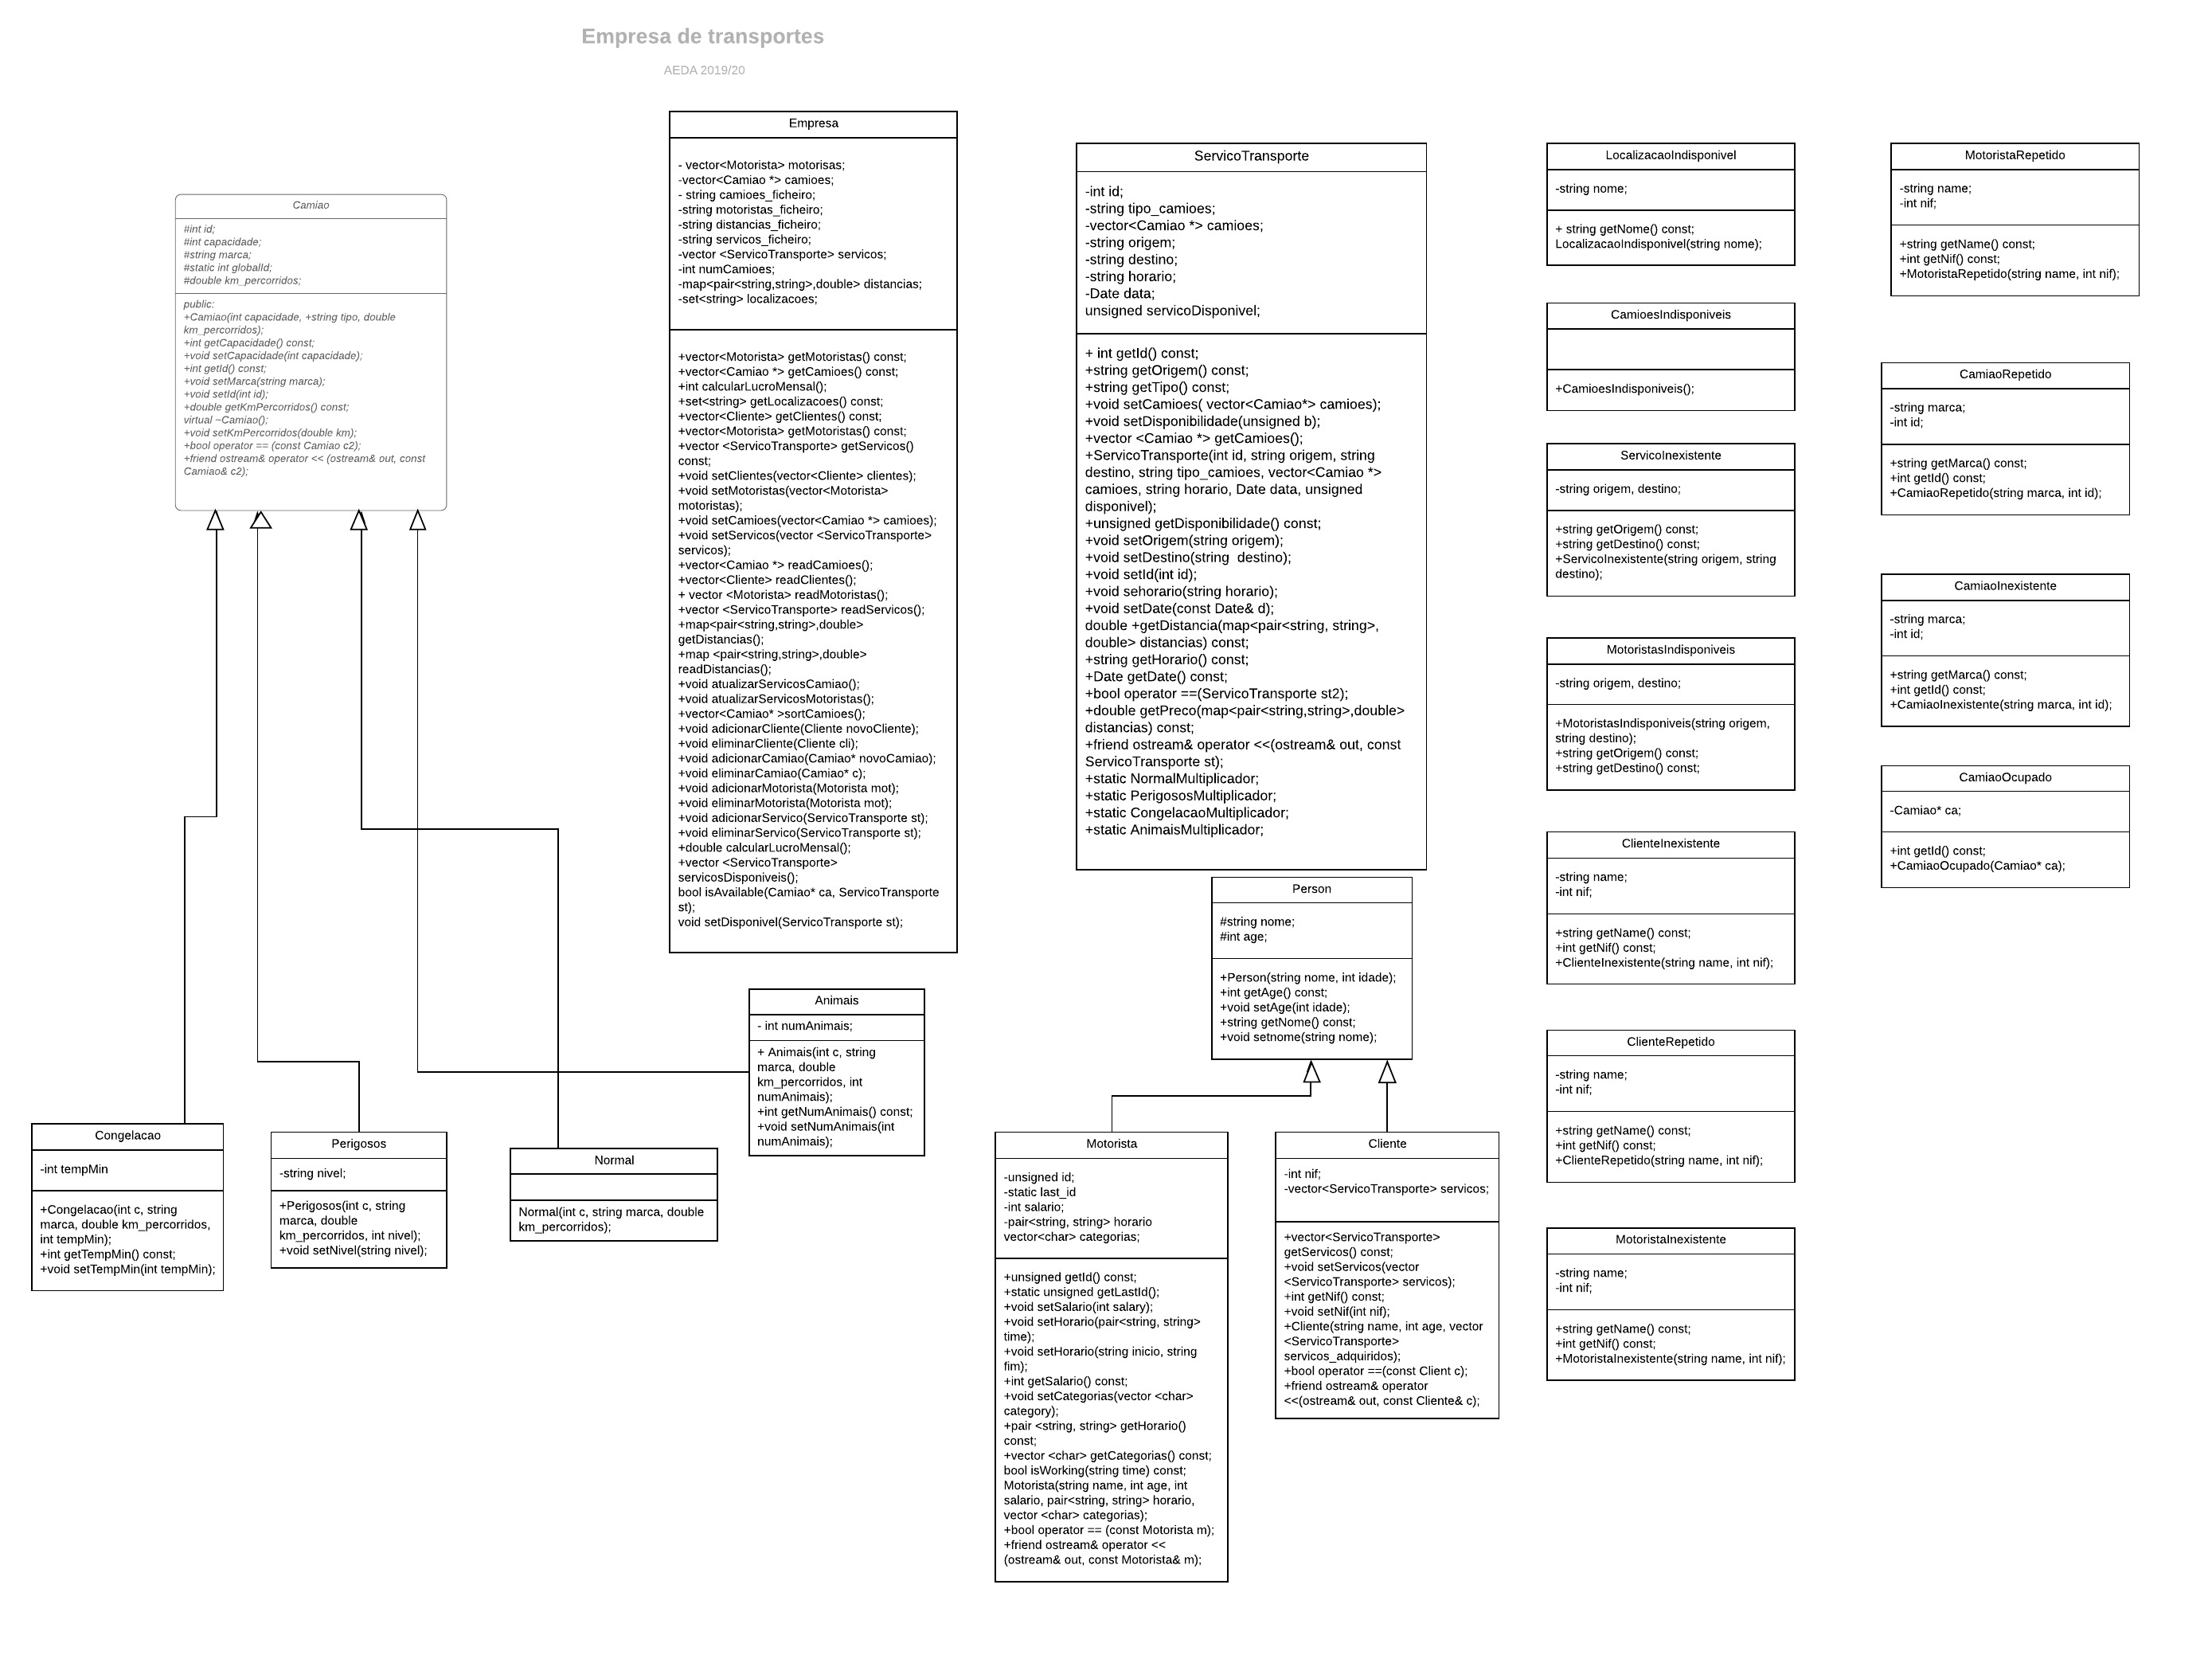 Empresa de transportes
AEDA 2019/20
Camiao
#int id;
#int capacidade;
#string marca;
#static int globalId;
#double km_percorridos;
public:
+Camiao(int capacidade, +string tipo, double
km_percorridos);
+int getCapacidade() const;
+void setCapacidade(int capacidade);
+int getId() const;
+void setMarca(string marca);
+void setId(int id);
+double getKmPercorridos() const;
virtual ~Camiao();
+void setKmPercorridos(double km);
+bool operator == (const Camiao c2);
+friend ostream& operator << (ostream& out, const
Camiao& c2);
Empresa
- vector<Motorista> motorisas;
-vector<Camiao *> camioes;
- string camioes_ficheiro;
-string motoristas_ficheiro;
-string distancias_ficheiro;
-string servicos_ficheiro;
-vector <ServicoTransporte> servicos;
-int numCamioes;
-map<pair<string,string>,double> distancias;
-set<string> localizacoes;
+vector<Motorista> getMotoristas() const;
+vector<Camiao *> getCamioes() const;
+int calcularLucroMensal();
+set<string> getLocalizacoes() const;
+vector<Cliente> getClientes() const;
+vector<Motorista> getMotoristas() const;
+vector <ServicoTransporte> getServicos()
const;
+void setClientes(vector<Cliente> clientes);
+void setMotoristas(vector<Motorista>
motoristas);
+void setCamioes(vector<Camiao *> camioes);
+void setServicos(vector <ServicoTransporte>
servicos);
+vector<Camiao *> readCamioes();
+vector<Cliente> readClientes();
+ vector <Motorista> readMotoristas();
+vector <ServicoTransporte> readServicos();
+map<pair<string,string>,double>
getDistancias();
+map <pair<string,string>,double>
readDistancias();
+void atualizarServicosCamiao();
+void atualizarServicosMotoristas();
+vector<Camiao* >sortCamioes();
+void adicionarCliente(Cliente novoCliente);
+void eliminarCliente(Cliente cli);
+void adicionarCamiao(Camiao* novoCamiao);
+void eliminarCamiao(Camiao* c);
+void adicionarMotorista(Motorista mot);
+void eliminarMotorista(Motorista mot);
+void adicionarServico(ServicoTransporte st);
+void eliminarServico(ServicoTransporte st);
+double calcularLucroMensal();
+vector <ServicoTransporte>
servicosDisponiveis();
bool isAvailable(Camiao* ca, ServicoTransporte
st);
void setDisponivel(ServicoTransporte st);
ServicoTransporte
-int id;
-string tipo_camioes;
-vector<Camiao *> camioes;
-string origem;
-string destino;
-string horario;
-Date data;
unsigned servicoDisponivel;
+ int getId() const;
+string getOrigem() const;
+string getTipo() const;
+void setCamioes( vector<Camiao*> camioes);
+void setDisponibilidade(unsigned b);
+vector <Camiao *> getCamioes();
+ServicoTransporte(int id, string origem, string
destino, string tipo_camioes, vector<Camiao *>
camioes, string horario, Date data, unsigned
disponivel);
+unsigned getDisponibilidade() const;
+void setOrigem(string origem);
+void setDestino(string  destino);
+void setId(int id);
+void sehorario(string horario);
+void setDate(const Date& d);
double +getDistancia(map<pair<string, string>,
double> distancias) const;
+string getHorario() const;
+Date getDate() const;
+bool operator ==(ServicoTransporte st2);
+double getPreco(map<pair<string,string>,double>
distancias) const;
+friend ostream& operator <<(ostream& out, const
ServicoTransporte st);
+static NormalMultiplicador;
+static PerigososMultiplicador;
+static CongelacaoMultiplicador;
+static AnimaisMultiplicador;
Person
#string nome;
#int age;
+Person(string nome, int idade);
+int getAge() const;
+void setAge(int idade);
+string getNome() const;
+void setnome(string nome);
Animais
- int numAnimais;
+ Animais(int c, string
marca, double
km_percorridos, int
numAnimais);
+int getNumAnimais() const;
+void setNumAnimais(int
numAnimais);
Congelacao
-int tempMin
+Congelacao(int c, string
marca, double km_percorridos,
int tempMin);
+int getTempMin() const;
+void setTempMin(int tempMin);
Perigosos
-string nivel;
+Perigosos(int c, string
marca, double
km_percorridos, int nivel);
+void setNivel(string nivel);
Normal
Normal(int c, string marca, double
km_percorridos);
Motorista
-unsigned id;
-static last_id
-int salario;
-pair<string, string> horario
vector<char> categorias;
+unsigned getId() const;
+static unsigned getLastId();
+void setSalario(int salary);
+void setHorario(pair<string, string>
time);
+void setHorario(string inicio, string
fim);
+int getSalario() const;
+void setCategorias(vector <char>
category);
+pair <string, string> getHorario()
const;
+vector <char> getCategorias() const;
bool isWorking(string time) const;
Motorista(string name, int age, int
salario, pair<string, string> horario,
vector <char> categorias);
+bool operator == (const Motorista m);
+friend ostream& operator <<
(ostream& out, const Motorista& m);
Cliente
-int nif;
-vector<ServicoTransporte> servicos;
+vector<ServicoTransporte>
getServicos() const;
+void setServicos(vector
<ServicoTransporte> servicos);
+int getNif() const;
+void setNif(int nif);
+Cliente(string name, int age, vector
<ServicoTransporte>
servicos_adquiridos);
+bool operator ==(const Client c);
+friend ostream& operator
<<(ostream& out, const Cliente& c);
LocalizacaoIndisponivel
-string nome;
+ string getNome() const;
LocalizacaoIndisponivel(string nome);
CamioesIndisponiveis
+CamioesIndisponiveis();
ServicoInexistente
-string origem, destino;
+string getOrigem() const;
+string getDestino() const;
+ServicoInexistente(string origem, string
destino);
MotoristasIndisponiveis
-string origem, destino;
+MotoristasIndisponiveis(string origem,
string destino);
+string getOrigem() const;
+string getDestino() const;
ClienteInexistente
-string name;
-int nif;
+string getName() const;
+int getNif() const;
+ClienteInexistente(string name, int nif);
ClienteRepetido
-string name;
-int nif;
+string getName() const;
+int getNif() const;
+ClienteRepetido(string name, int nif);
MotoristaInexistente
-string name;
-int nif;
+string getName() const;
+int getNif() const;
+MotoristaInexistente(string name, int nif);
MotoristaRepetido
-string name;
-int nif;
+string getName() const;
+int getNif() const;
+MotoristaRepetido(string name, int nif);
CamiaoRepetido
-string marca;
-int id;
+string getMarca() const;
+int getId() const;
+CamiaoRepetido(string marca, int id);
CamiaoInexistente
-string marca;
-int id;
+string getMarca() const;
+int getId() const;
+CamiaoInexistente(string marca, int id);
CamiaoOcupado
-Camiao* ca;
+int getId() const;
+CamiaoOcupado(Camiao* ca);